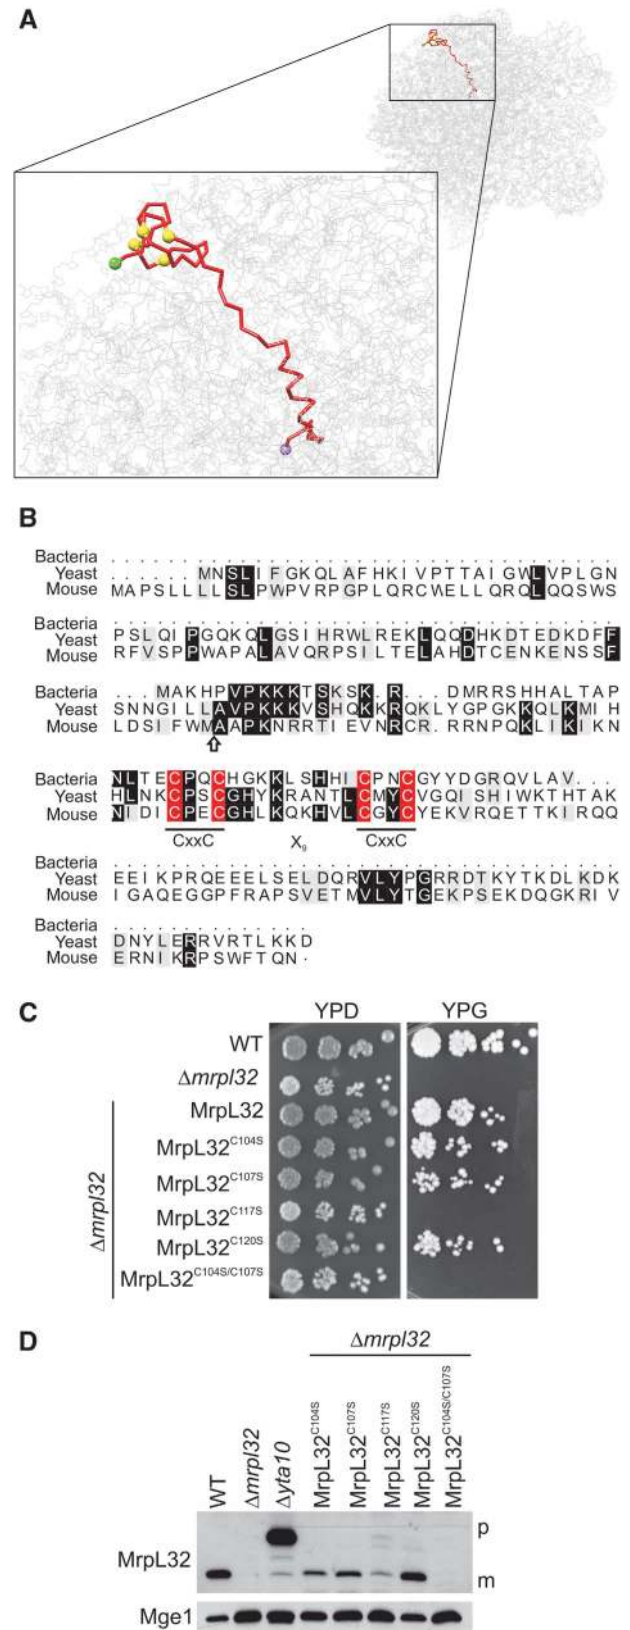 A
B
Bacteria . . . . . . . . . . . . . . . . . . . . . . . . . . . . . . . . . . .
Yeast . . . . . . MNSLIFGKQLAFHKIVPTTAIGWLVPLGN
Mouse MAPSLLLLSLPWPVRPGPLQRCWELLQRQLQQSWS
Bacteria . . . . . . . . . . . . . . . . . . . . . . . . . . . . . . . . . . .
Yeast PSLQIPGQKQLGSIHRWLREKLQQDHKDTEDKDFF
Mouse RFVSPPWAPALAVQRPSILTELAHDTCENKENSSF
Bacteria . . . MAKHPVPKKKTSKSK . R . . . DMRRSHHALTAP
Yeast SNNGILLAVPKKKVSHQKKRQKLYGPGKKQLKMIH
Mouse LDSIFWMAAPKNRRTIEVNRCR . RRNPQKLIKIKN
Bacteria NLTECPQCHGKKLSHHICPNCGYYDGRQVLAV . . .
Yeast HLNKCPSCGHYKRANTLCMYCVGQISHIWKTHTAK
Mouse NIDICPECGHLKQKHVLCGYCYEKVRQETTKIRQQ
CxxC X₉ CxxC
Bacteria . . . . . . . . . . . . . . . . . . . . . . . . . . . . . . . . . . .
Yeast EEIKPRQEEELSELDQRVLYPGRRDTKYTKDLKDK
Mouse IGAQEGGPFRAPSVETMVLYTGEKPSEKDQGKRIV
Bacteria . . . . . . . . . . . . . . .
Yeast DNYLERRVRTLKKD
Mouse ERNIKRPSWFTQN .
C
YPD YPG
WT
Δmrpl32
Δmrpl32
MrpL32
MrpL32C104S
MrpL32C107S
MrpL32C117S
MrpL32C120S
MrpL32C104S/C107S
D
Δmrpl32
WT
Δmrpl32
Δyta10
MrpL32C104S
MrpL32C107S
MrpL32C117S
MrpL32C120S
MrpL32C104S/C107S
MrpL32
p
m
Mge1